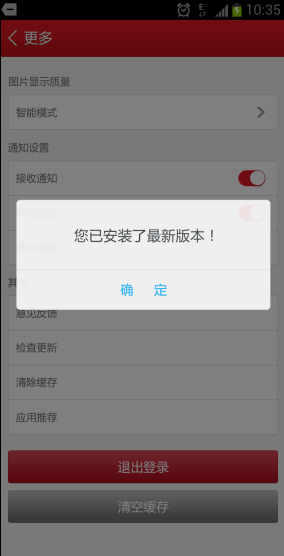 10:35
更多
图片显示质量
智能模式
通知设置
接收通知
您已安装了最新版本！
确 定
意见反馈
检查更新
清除缓存
应用推荐
退出登录
清空缓存